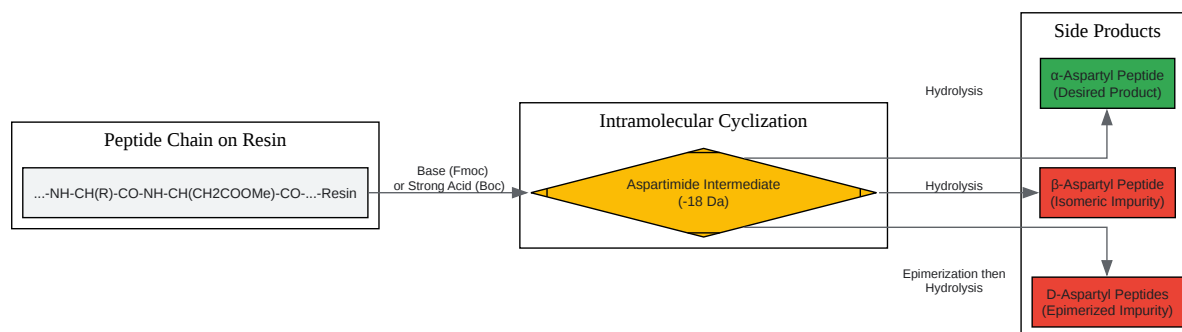 Peptide Chain on Resin
...-NH-CH(R)-CO-NH-CH(CH2COOMe)-CO-...-Resin
Base (Fmoc)
or Strong Acid (Boc)
Intramolecular Cyclization
Aspartimide Intermediate
(-18 Da)
Hydrolysis
Hydrolysis
Epimerization then
Hydrolysis
Side Products
α-Aspartyl Peptide
(Desired Product)
β-Aspartyl Peptide
(Isomeric Impurity)
D-Aspartyl Peptides
(Epimerized Impurity)